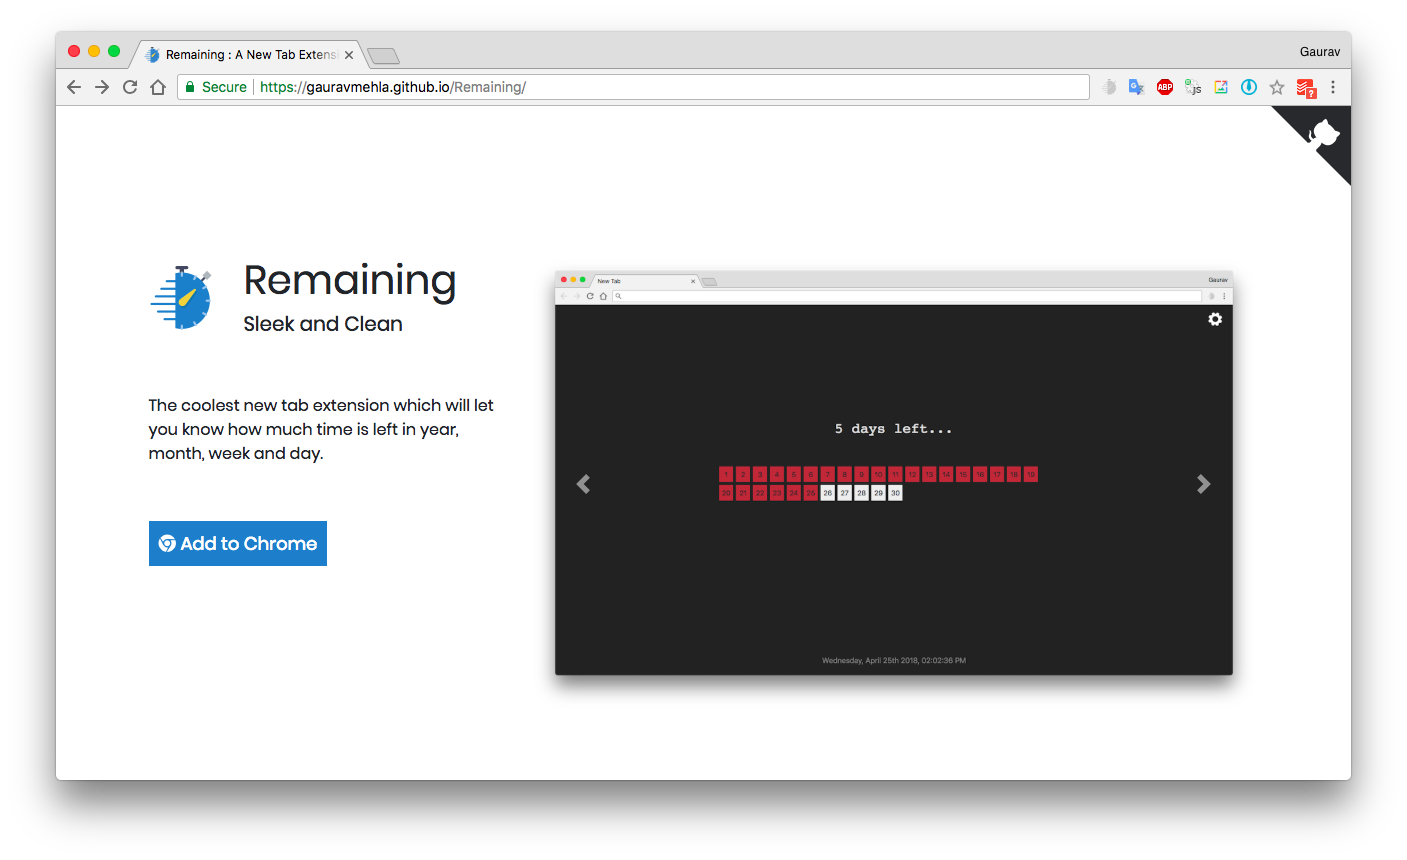 Remaining : A New Tab Extens
Gaurav
Secure https://gauravmehla.github.io/Remaining/
ABP
JS
?
Remaining
Sleek and Clean
The coolest new tab extension which will let
you know how much time is left in year,
month, week and day.
Add to Chrome
New Tab
Gaurav
5 days left...
1 2 3 4 5 6 7 8 9 10 11 12 13 14 15 16 17 18 19
20 21 22 23 24 25 26 27 28 29 30
Wednesday, April 25th 2018, 02:02:36 PM